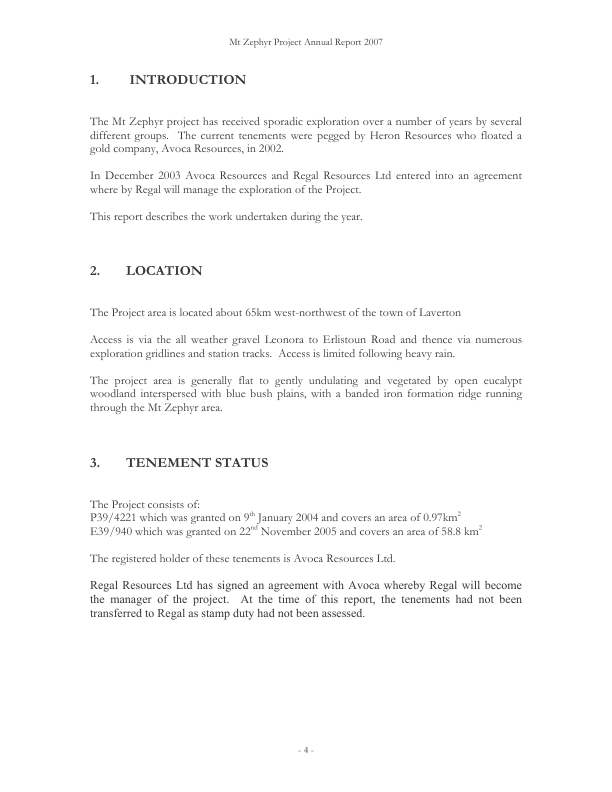 Mt Zephyr Project Annual Report 2007
1. INTRODUCTION
The Mt Zephyr project has received sporadic exploration over a number of years by several
different groups. The current tenements were pegged by Heron Resources who floated a
gold company, Avoca Resources, in 2002.
In December 2003 Avoca Resources and Regal Resources Ltd entered into an agreement
where by Regal will manage the exploration of the Project.
This report describes the work undertaken during the year.
2. LOCATION
The Project area is located about 65km west-northwest of the town of Laverton
Access is via the all weather gravel Leonora to Erlistoun Road and thence via numerous
exploration gridlines and station tracks. Access is limited following heavy rain.
The project area is generally flat to gently undulating and vegetated by open eucalypt
woodland interspersed with blue bush plains, with a banded iron formation ridge running
through the Mt Zephyr area.
3. TENEMENT STATUS
The Project consists of:
P39/4221 which was granted on 9th January 2004 and covers an area of 0.97km²
E39/940 which was granted on 22nd November 2005 and covers an area of 58.8 km²
The registered holder of these tenements is Avoca Resources Ltd.
Regal Resources Ltd has signed an agreement with Avoca whereby Regal will become
the manager of the project. At the time of this report, the tenements had not been
transferred to Regal as stamp duty had not been assessed.
- 4 -